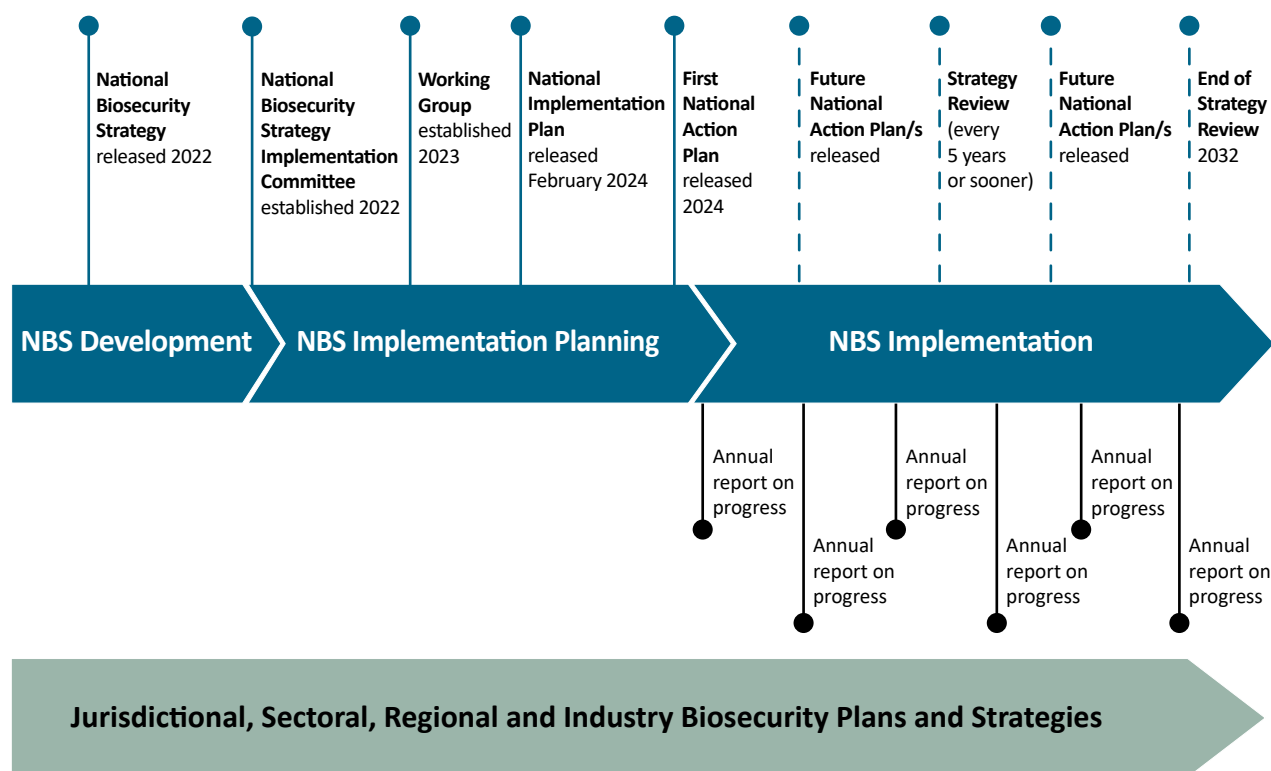 National
Biosecurity
Strategy
released 2022
National
Biosecurity
Strategy
Implementation
Committee
established 2022
Working
Group
established
2023
National
Implementation
Plan
released
February 2024
First
National
Action
Plan
released
2024
Future
National
Action Plan/s
released
Strategy
Review
(every
5 years
or sooner)
Future
National
Action Plan/s
released
End of
Strategy
Review
2032
NBS Development
NBS Implementation Planning
NBS Implementation
Annual
report on
progress
Annual
report on
progress
Annual
report on
progress
Annual
report on
progress
Annual
report on
progress
Annual
report on
progress
Jurisdictional, Sectoral, Regional and Industry Biosecurity Plans and Strategies